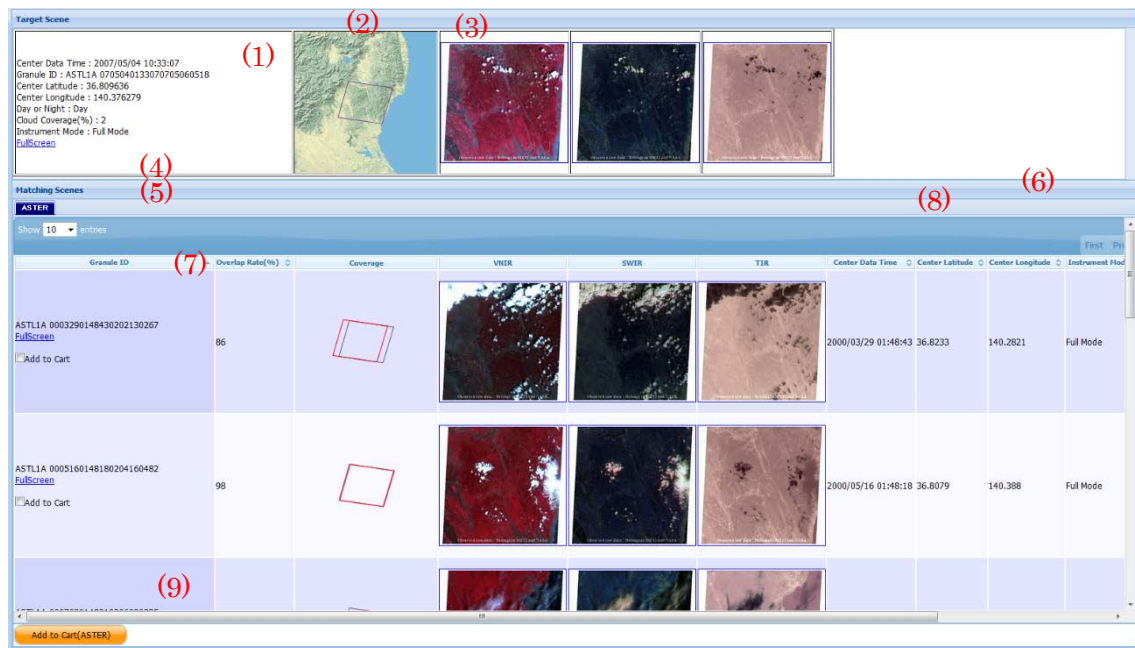 Target Scene
(1)
(2)
(3)
Center Data Time : 2007/05/04 10:33:07
Granule ID : ASTL1A 0705040133070705060518
Center Latitude : 36.809636
Center Longitude : 140.376279
Day or Night : Day
Cloud Coverage(%) : 2
Instrument Mode : Full Mode
FullScreen
(4)
Matching Scenes
(5)
(6)
ASTER
(8)
Show 10 entries
First Pre
(7)
Granule ID Overlap Rate(%) Coverage VNIR SWIR TIR Center Data Time Center Latitude Center Longitude Instrument Mod
ASTL1A 0003290148430202130267
FullScreen
Add to Cart
86
2000/03/29 01:48:43 36.8233 140.2821 Full Mode
ASTL1A 0005160148180204160482
FullScreen
Add to Cart
98
2000/05/16 01:48:18 36.8079 140.388 Full Mode
(9)
Add to Cart(ASTER)